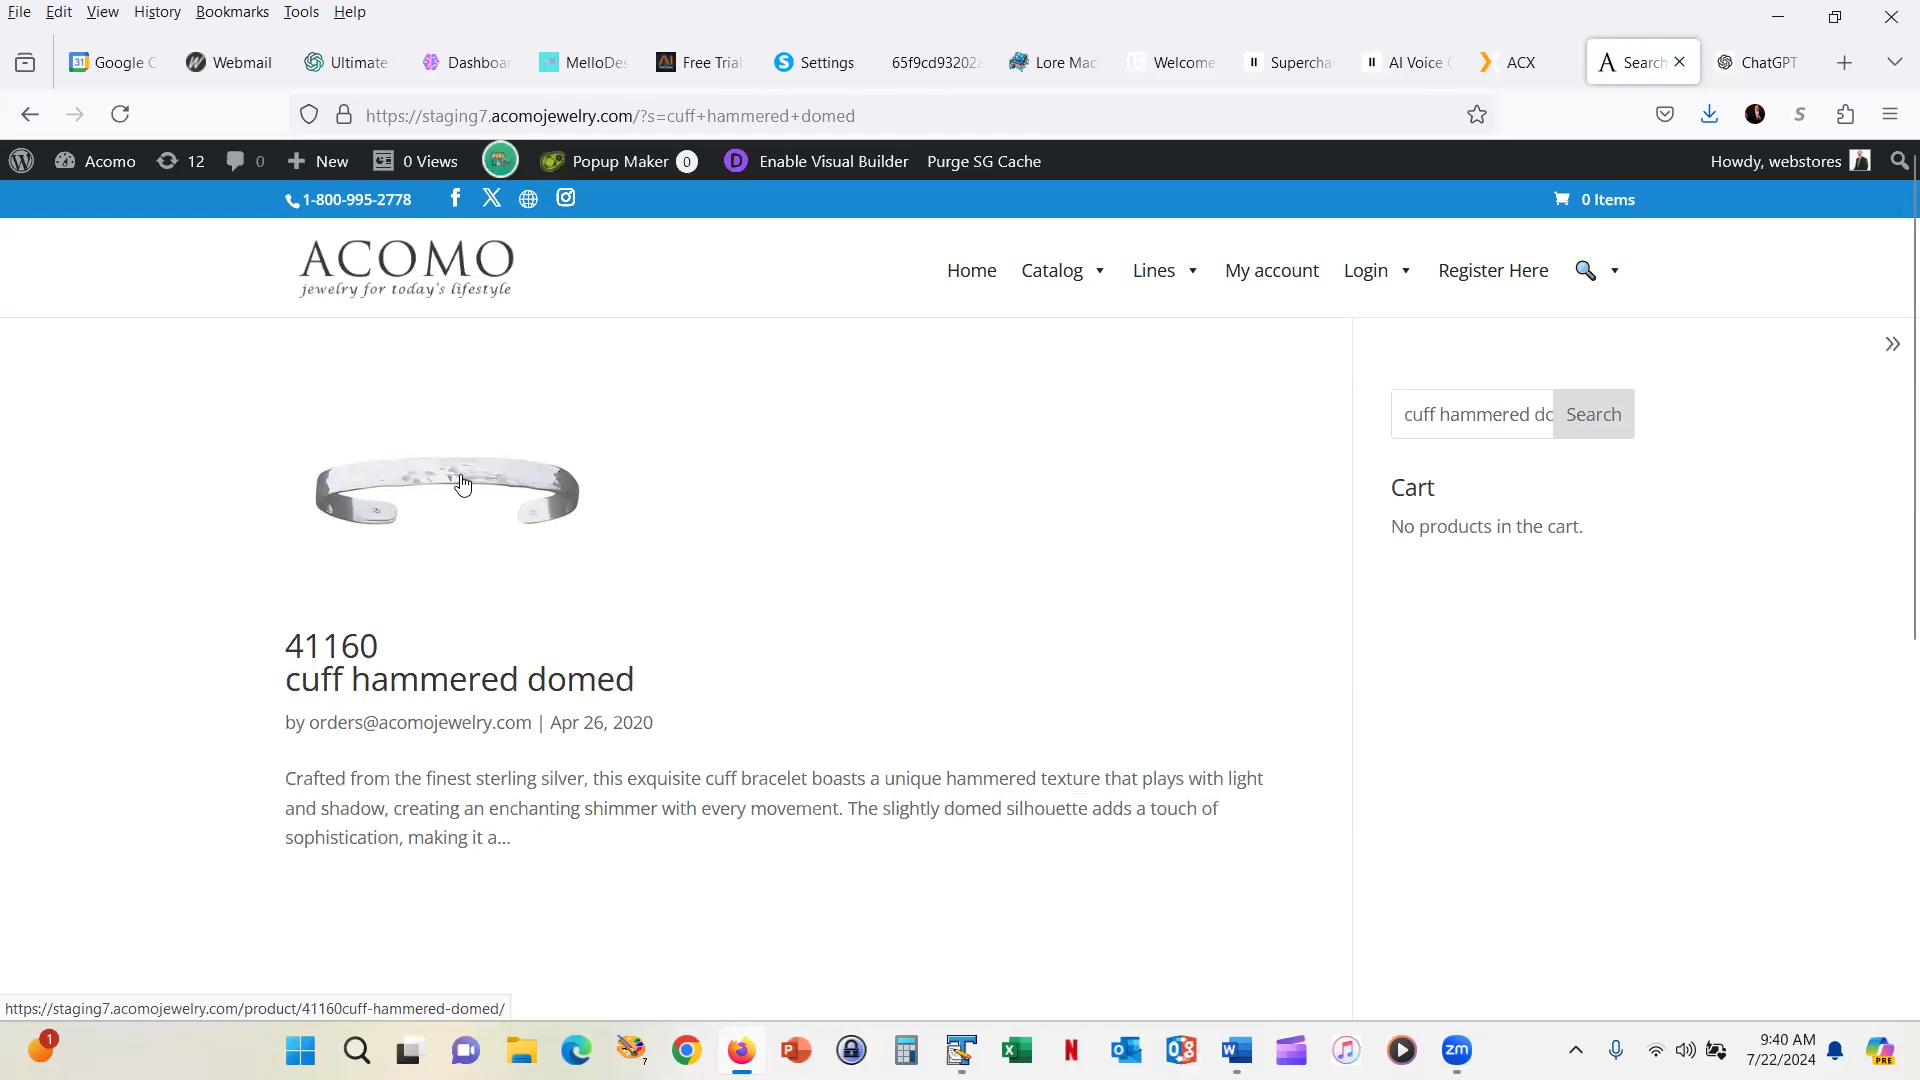 File Edit View History Bookmarks Tools Help
Google C Webmail Ultimate Dashboar MelloDes Free Trial Settings 65f9cd93202a Lore Mac Welcome Supercha AI Voice ACX Search ChatGPT
https://staging7.acomojewelry.com/?s=cuff+hammered+domed
Acomo 12 0 New 0 Views Popup Maker 0 Enable Visual Builder Purge SG Cache Howdy, webstores
1-800-995-2778 0 Items
ACOMO
jewelry for today's lifestyle
Home Catalog Lines My account Login Register Here
cuff hammered do Search
Cart
No products in the cart.
41160
cuff hammered domed
by orders@acomojewelry.com | Apr 26, 2020
Crafted from the finest sterling silver, this exquisite cuff bracelet boasts a unique hammered texture that plays with light
and shadow, creating an enchanting shimmer with every movement. The slightly domed silhouette adds a touch of
sophistication, making it a...
https://staging7.acomojewelry.com/product/41160cuff-hammered-domed/
1
9:40 AM
7/22/2024